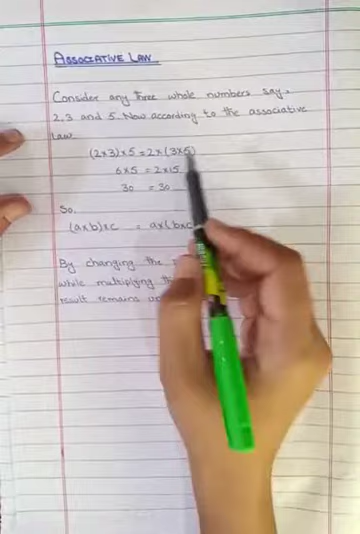 ASSOCIATIVE LAW
Consider any three whole numbers say,
2,3 and 5. Now according to the associative
law
(2×3)×5 = 2×(3×5)
6×5 = 2×15
30 = 30
So,
(a×b)×c = a×(b×c
By changing the
while multiplying
result remains